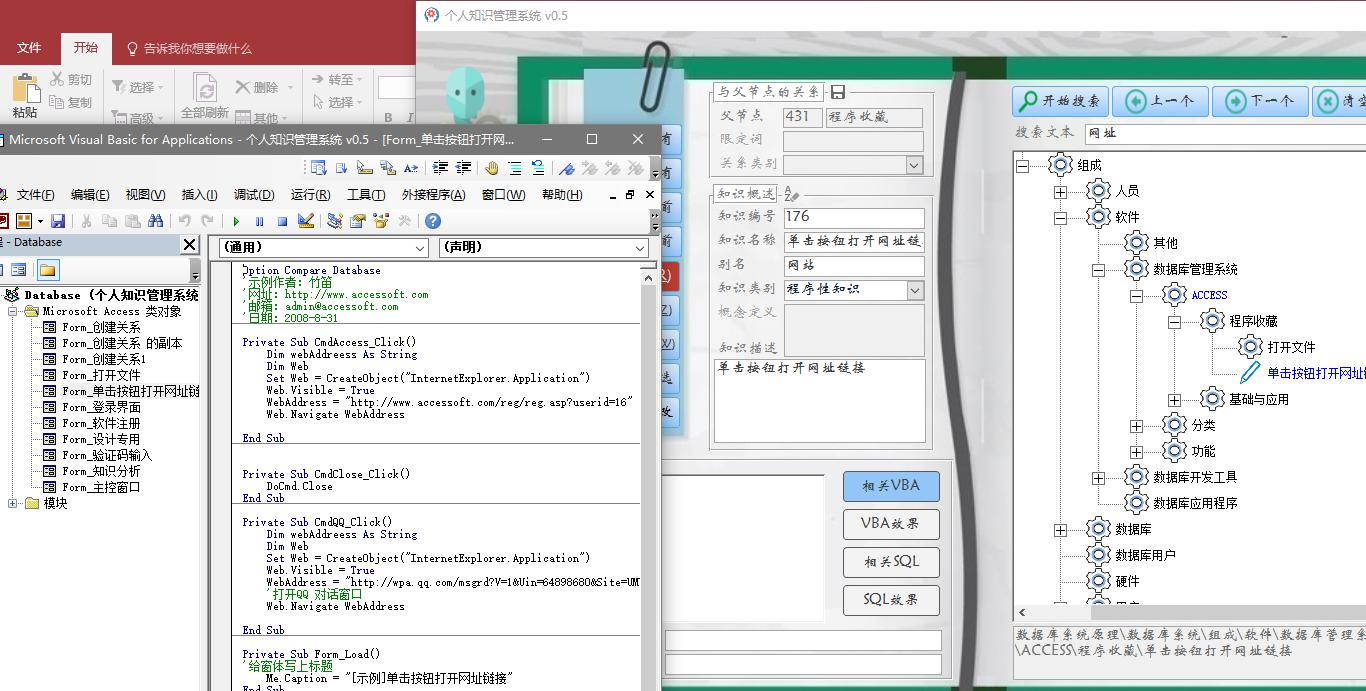 个人知识管理系统 v0.5
文件
开始
告诉我你想要做什么
粘贴
剪切
复制
选择
高级
全部刷新
删除
其他
转至
选择
B I
Microsoft Visual Basic for Applications - 个人知识管理系统 v0.5 - [Form_单击按钮打开网...
文件(F) 编辑(E) 视图(V) 插入(I) 调试(D) 运行(R) 工具(T) 外接程序(A) 窗口(W) 帮助(H)
- Database
Database (个人知识管理系统
Microsoft Access 类对象
Form_创建关系
Form_创建关系 的副本
Form_创建关系1
Form_打开文件
Form_单击按钮打开网址链
Form_登录界面
Form_软件注册
Form_设计专用
Form_验证码输入
Form_知识分析
Form_主控窗口
模块
(通用)
(声明)
Option Compare Database
'示例作者: 竹笛
'网址: http://www.accessoft.com
'邮箱: admin@accessoft.com
'日期: 2008-8-31
Private Sub CmdAccess_Click()
Dim webAddreess As String
Dim Web
Set Web = CreateObject("InternetExplorer.Application")
Web.Visible = True
WebAddress = "http://www.accessoft.com/reg/reg.asp?userid=16"
Web.Navigate WebAddress
End Sub
Private Sub CmdClose_Click()
DoCmd.Close
End Sub
Private Sub CmdQQ_Click()
Dim webAddreess As String
Dim Web
Set Web = CreateObject("InternetExplorer.Application")
Web.Visible = True
WebAddress = "http://wpa.qq.com/msgrd?V=1&Uin=64898680&Site=UM
'打开QQ 对话窗口
Web.Navigate WebAddress
End Sub
Private Sub Form_Load()
'给窗体写上标题
Me.Caption = "[示例]单击按钮打开网址链接"
与父节点的关系
父节点 431 程序收藏
限定词
关系类别
知识概述
知识编号 176
知识名称 单击按钮打开网址链
别名 网站
知识类别 程序性知识
概念定义
知识描述
单击按钮打开网址链接
相关VBA
VBA效果
相关SQL
SQL效果
开始搜索
上一个
下一个
清空
搜索文本 网址
组成
人员
软件
其他
数据库管理系统
ACCESS
程序收藏
打开文件
单击按钮打开网址链
基础与应用
分类
功能
数据库开发工具
数据库应用程序
数据库
数据库用户
硬件
数据库系统原理\数据库系统\组成\软件\数据库管理系
\ACCESS\程序收藏\单击按钮打开网址链接